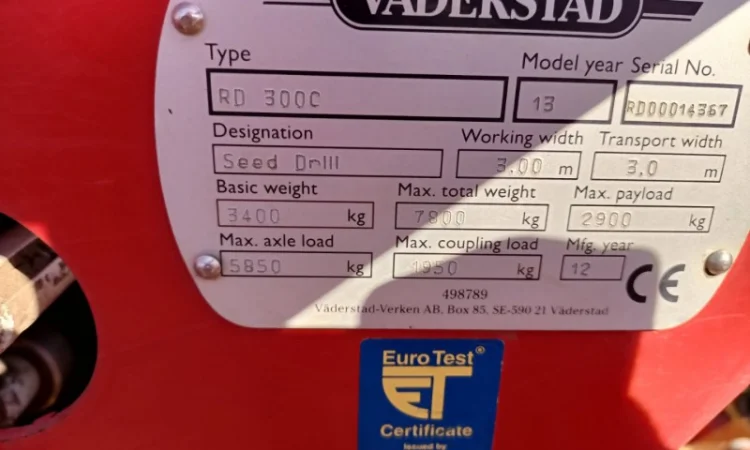 VÄDERSTAD
Type Model year Serial No.
RD 300C 13 RD00014367
Designation Working width Transport width
Seed Drill 3.00 m 3.0 m
Basic weight Max. total weight Max. payload
3400 kg 7800 kg 2900 kg
Max. axle load Max. coupling load Mfg. year
5850 kg 1950 kg 12 CE
498789
Väderstad-Verken AB, Box 85, SE-590 21 Väderstad
Euro Test®
ET
Certificate
Issued by